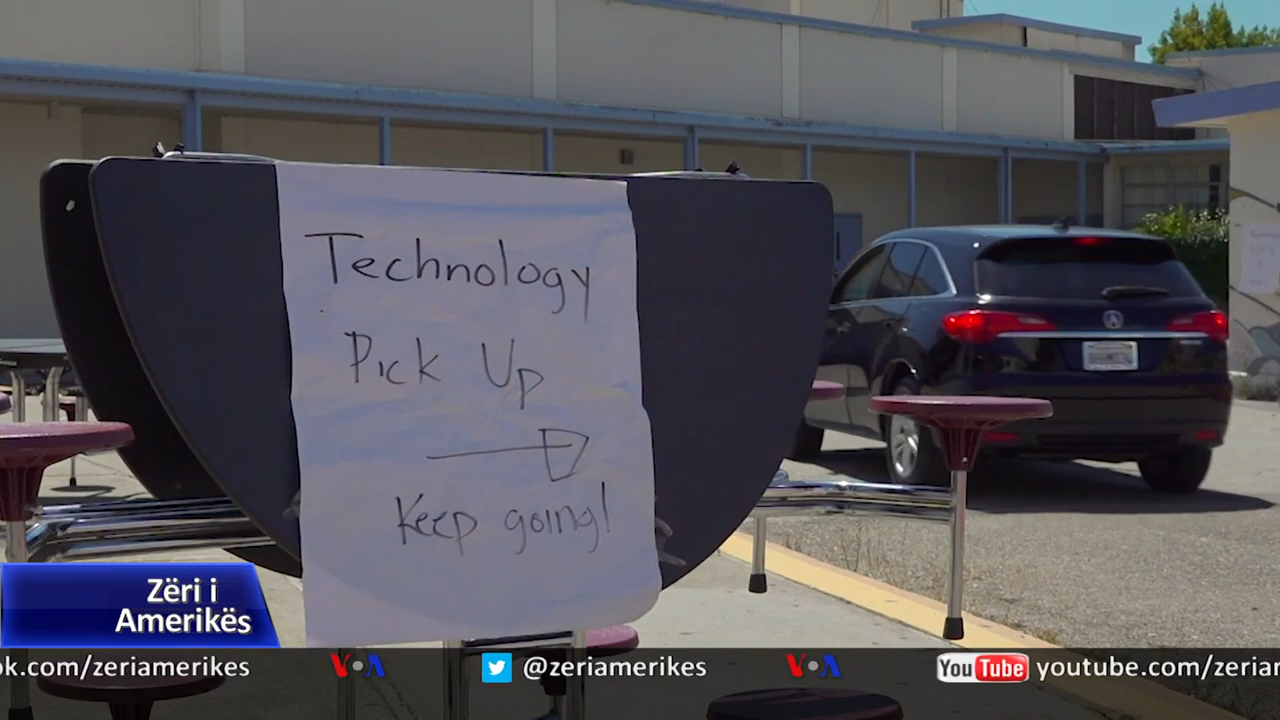 Technology
Pick Up
Keep going!
Zëri i
Amerikës
ok.com/zeriamerikes
VOA
@zeriamerikes
VOA
YouTube
youtube.com/zeriam